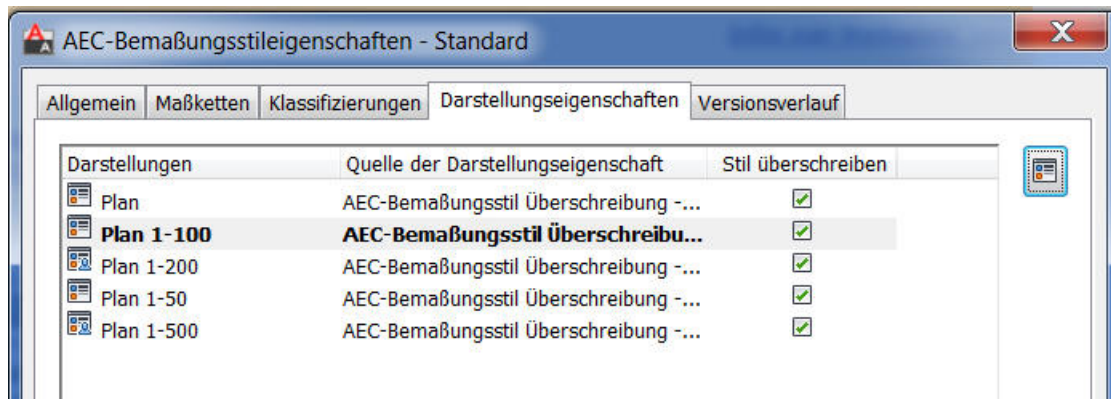 AEC-Bemaßungsstileigenschaften - Standard
Allgemein Maßketten Klassifizierungen Darstellungseigenschaften Versionsverlauf
Darstellungen Quelle der Darstellungseigenschaft Stil überschreiben
Plan AEC-Bemaßungsstil Überschreibung -...
Plan 1-100 AEC-Bemaßungsstil Überschreibu...
Plan 1-200 AEC-Bemaßungsstil Überschreibung -...
Plan 1-50 AEC-Bemaßungsstil Überschreibung -...
Plan 1-500 AEC-Bemaßungsstil Überschreibung -...